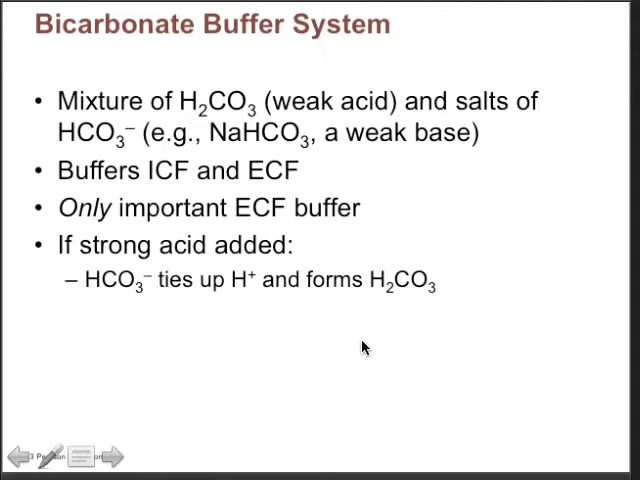 Bicarbonate Buffer System
• Mixture of H₂CO₃ (weak acid) and salts of
HCO₃⁻ (e.g., NaHCO₃, a weak base)
• Buffers ICF and ECF
• Only important ECF buffer
• If strong acid added:
– HCO₃⁻ ties up H⁺ and forms H₂CO₃